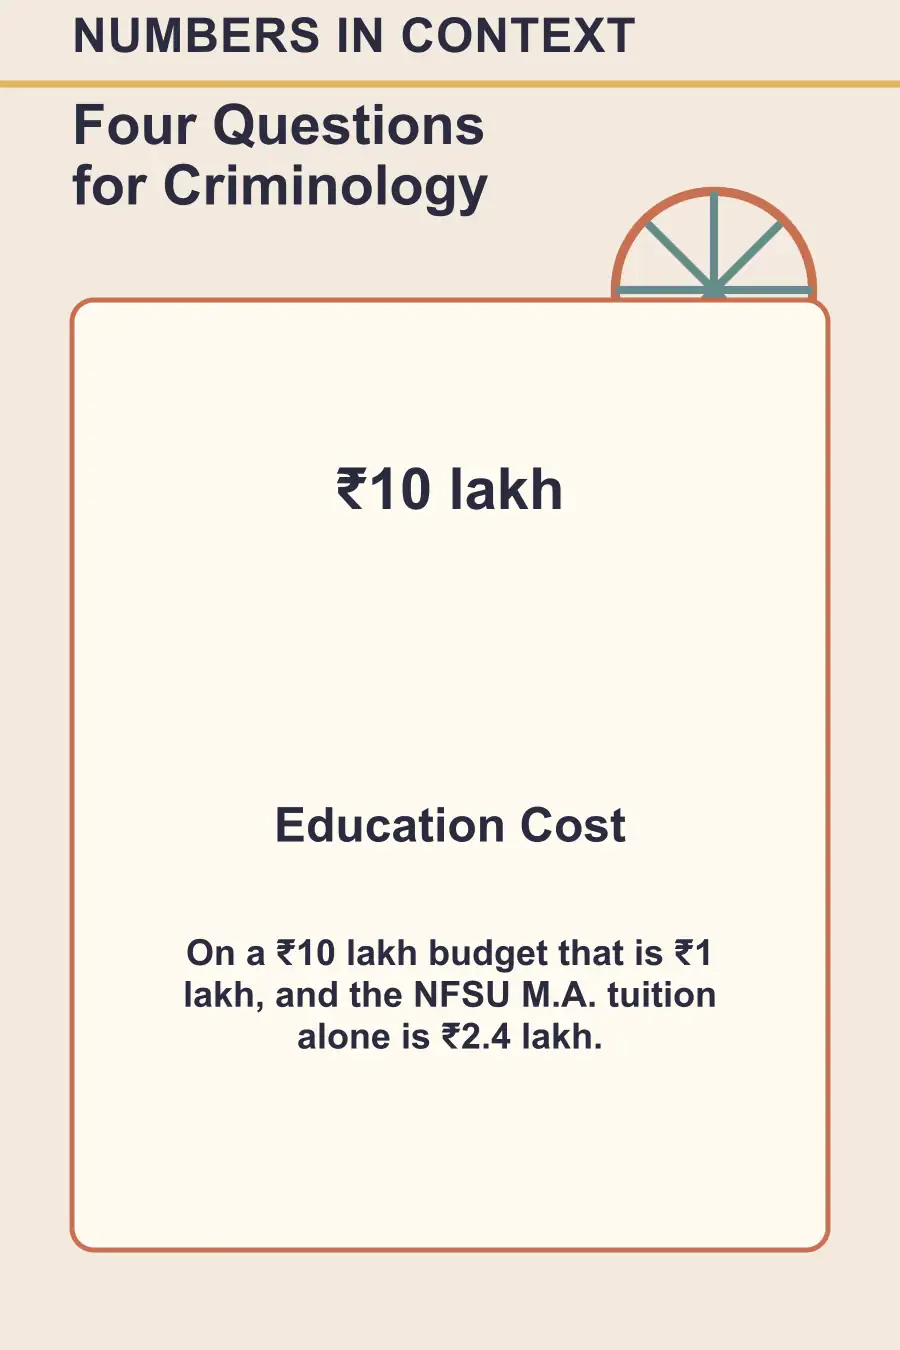 NUMBERS IN CONTEXT
Four Questions
for Criminology
₹10 lakh
Education Cost
On a ₹10 lakh budget that is ₹1
lakh, and the NFSU M.A. tuition
alone is ₹2.4 lakh.